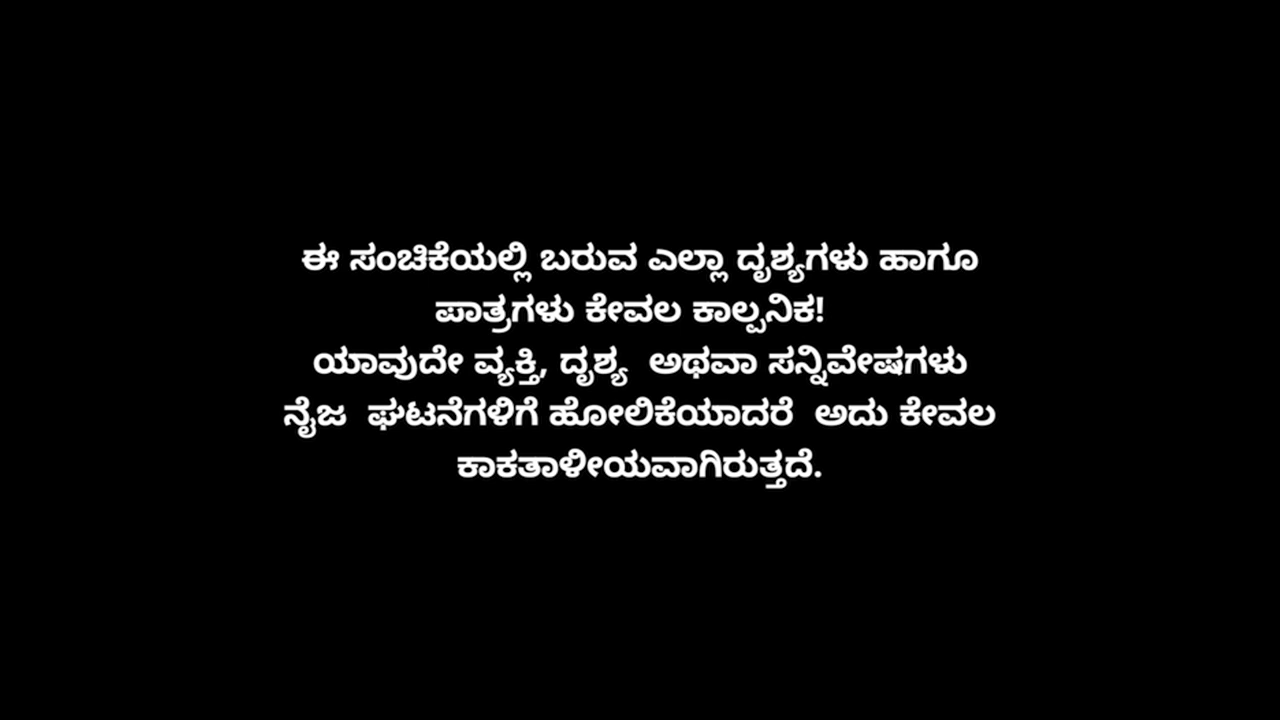 ಈ ಸಂಚಿಕೆಯಲ್ಲಿ ಬರುವ ಎಲ್ಲಾ ದೃಶ್ಯಗಳು ಹಾಗೂ
ಪಾತ್ರಗಳು ಕೇವಲ ಕಾಲ್ಪನಿಕ!
ಯಾವುದೇ ವ್ಯಕ್ತಿ, ದೃಶ್ಯ ಅಥವಾ ಸನ್ನಿವೇಷಗಳು
ನೈಜ ಘಟನೆಗಳಿಗೆ ಹೋಲಿಕೆಯಾದರೆ ಅದು ಕೇವಲ
ಕಾಕತಾಳೀಯವಾಗಿರುತ್ತದೆ.